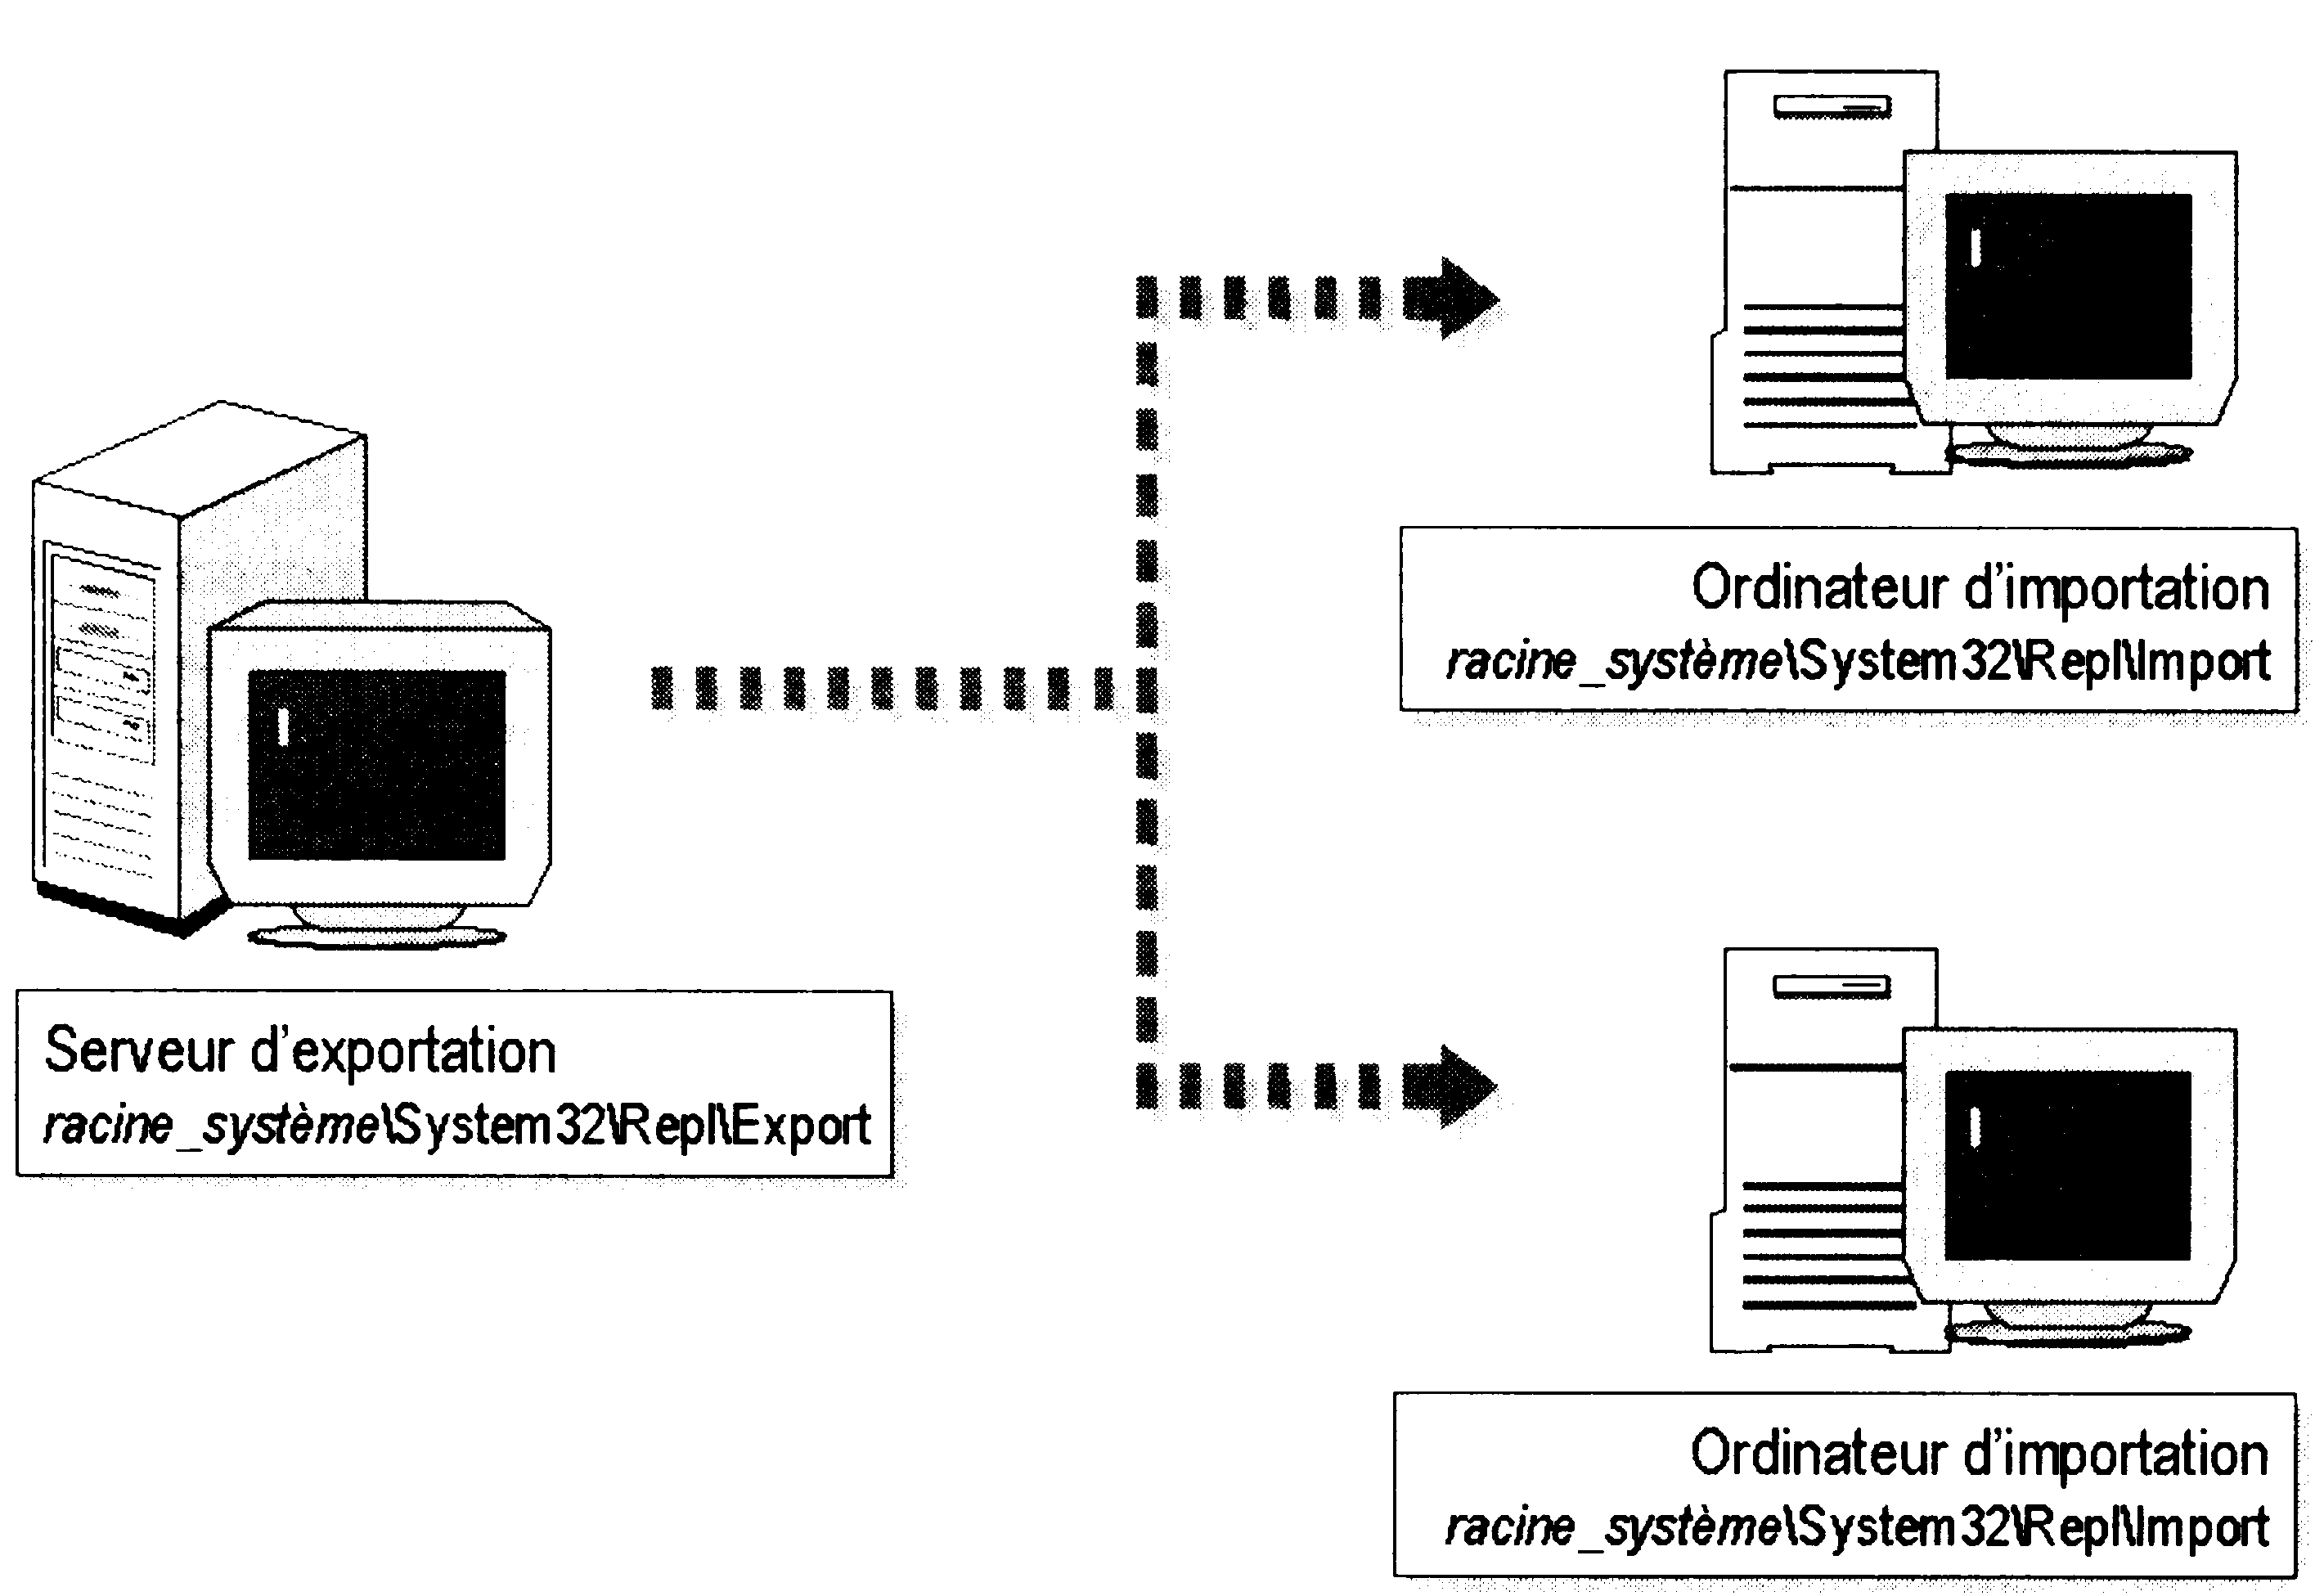 Ordinateur d'importation
racine_système\System32\Repl\Import
Serveur d'exportation
racine_système\System32\Repl\Export
Ordinateur d'importation
racine_système\System32\Repl\Import